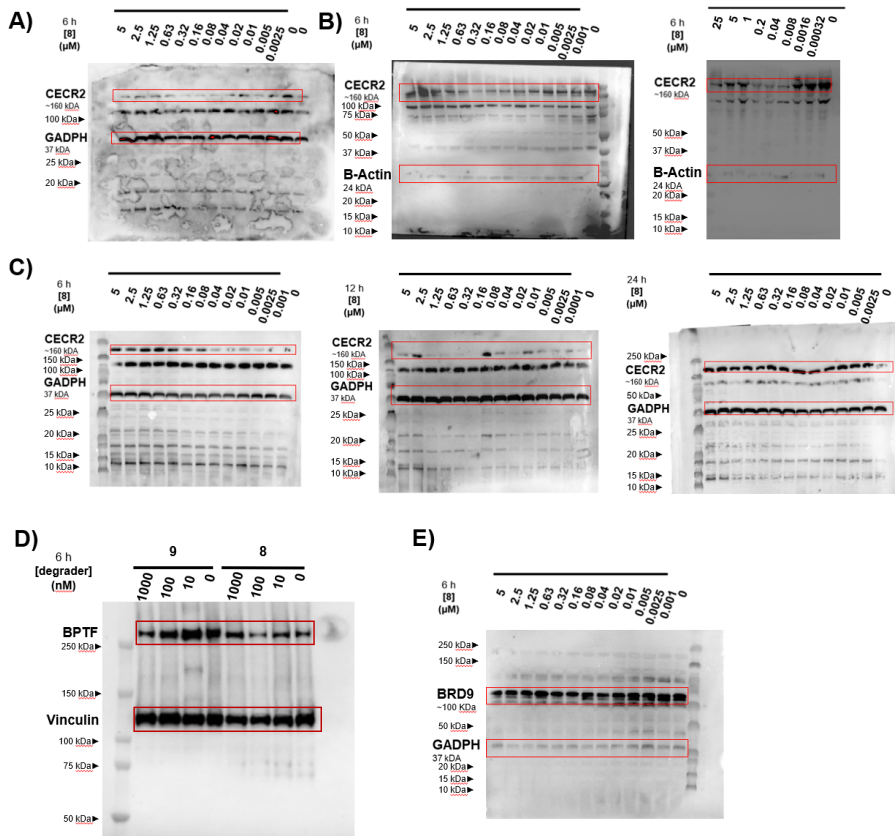 A)
6 h
[8]
(µM)
5 2.5 1.25 0.63 0.32 0.16 0.08 0.04 0.02 0.01 0.005 0.0025 0 0
CECR2
~160 kDA
100 kDa►
GADPH
37 kDA
25 kDa►
20 kDa►
B)
6 h
[8]
(µM)
5 2.5 1.25 0.63 0.32 0.16 0.08 0.04 0.02 0.01 0.005 0.0025 0.001 0
CECR2
~160 kDA
100 kDa►
75 kDa►
50 kDa►
37 kDa►
B-Actin
24 kDA
20 kDa►
15 kDa►
10 kDa►
6 h
[8]
(µM)
25 5 1 0.2 0.04 0.008 0.0016 0.00032 0
CECR2
~160 kDA
50 kDa►
37 kDa►
B-Actin
24 kDA
20 kDa►
15 kDa►
10 kDa►
C)
6 h
[8]
(µM)
5 2.5 1.25 0.63 0.32 0.16 0.08 0.04 0.02 0.01 0.005 0.0025 0.001 0
CECR2
~160 kDA
150 kDa►
100 kDa►
GADPH
37 kDA
25 kDa►
20 kDa►
15 kDa►
10 kDa►
12 h
[8]
(µM)
5 2.5 1.25 0.63 0.32 0.16 0.08 0.04 0.02 0.01 0.005 0.0025 0.0001 0
CECR2
~160 kDA
150 kDa►
100 kDa►
GADPH
37 kDA
25 kDa►
20 kDa►
15 kDa►
10 kDa►
24 h
[8]
(µM)
5 2.5 1.25 0.63 0.32 0.16 0.08 0.04 0.02 0.01 0.005 0.0025 0
250 kDa►
CECR2
~160 kDA
50 kDa►
GADPH
37 kDA
25 kDa►
20 kDa►
15 kDa►
10 kDa►
D)
6 h
[degrader]
(nM)
9 8
1000 100 10 0 1000 100 10 0
BPTF
250 kDa►
150 kDa►
Vinculin
100 kDa►
75 kDa►
50 kDa►
E)
6 h
[8]
(µM)
5 2.5 1.25 0.63 0.32 0.16 0.08 0.04 0.02 0.01 0.005 0.0025 0.001 0
250 kDa►
150 kDa►
BRD9
~100 KDa
50 kDa►
GADPH
37 kDA
20 kDa►
15 kDa►
10 kDa►